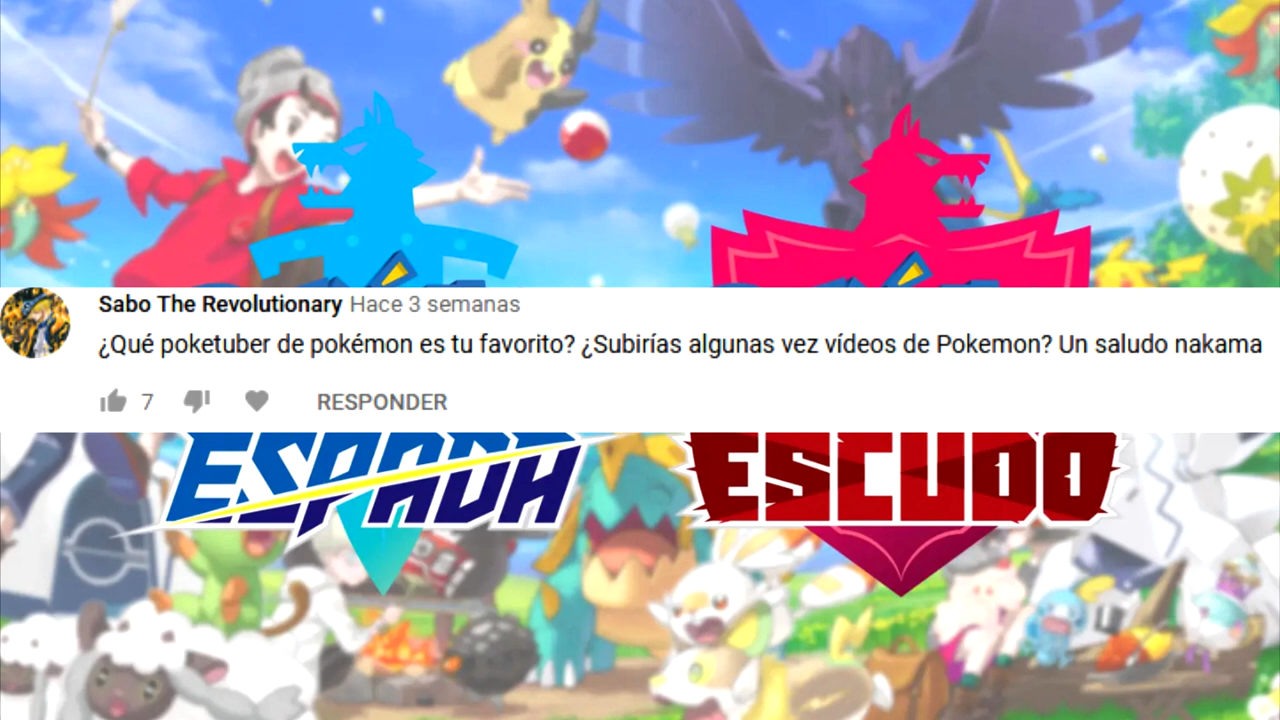 Sabo The Revolutionary Hace 3 semanas
¿Qué poketuber de pokémon es tu favorito? ¿Subirías algunas vez vídeos de Pokemon? Un saludo nakama
7 RESPONDER
ESPADA ESCUDO